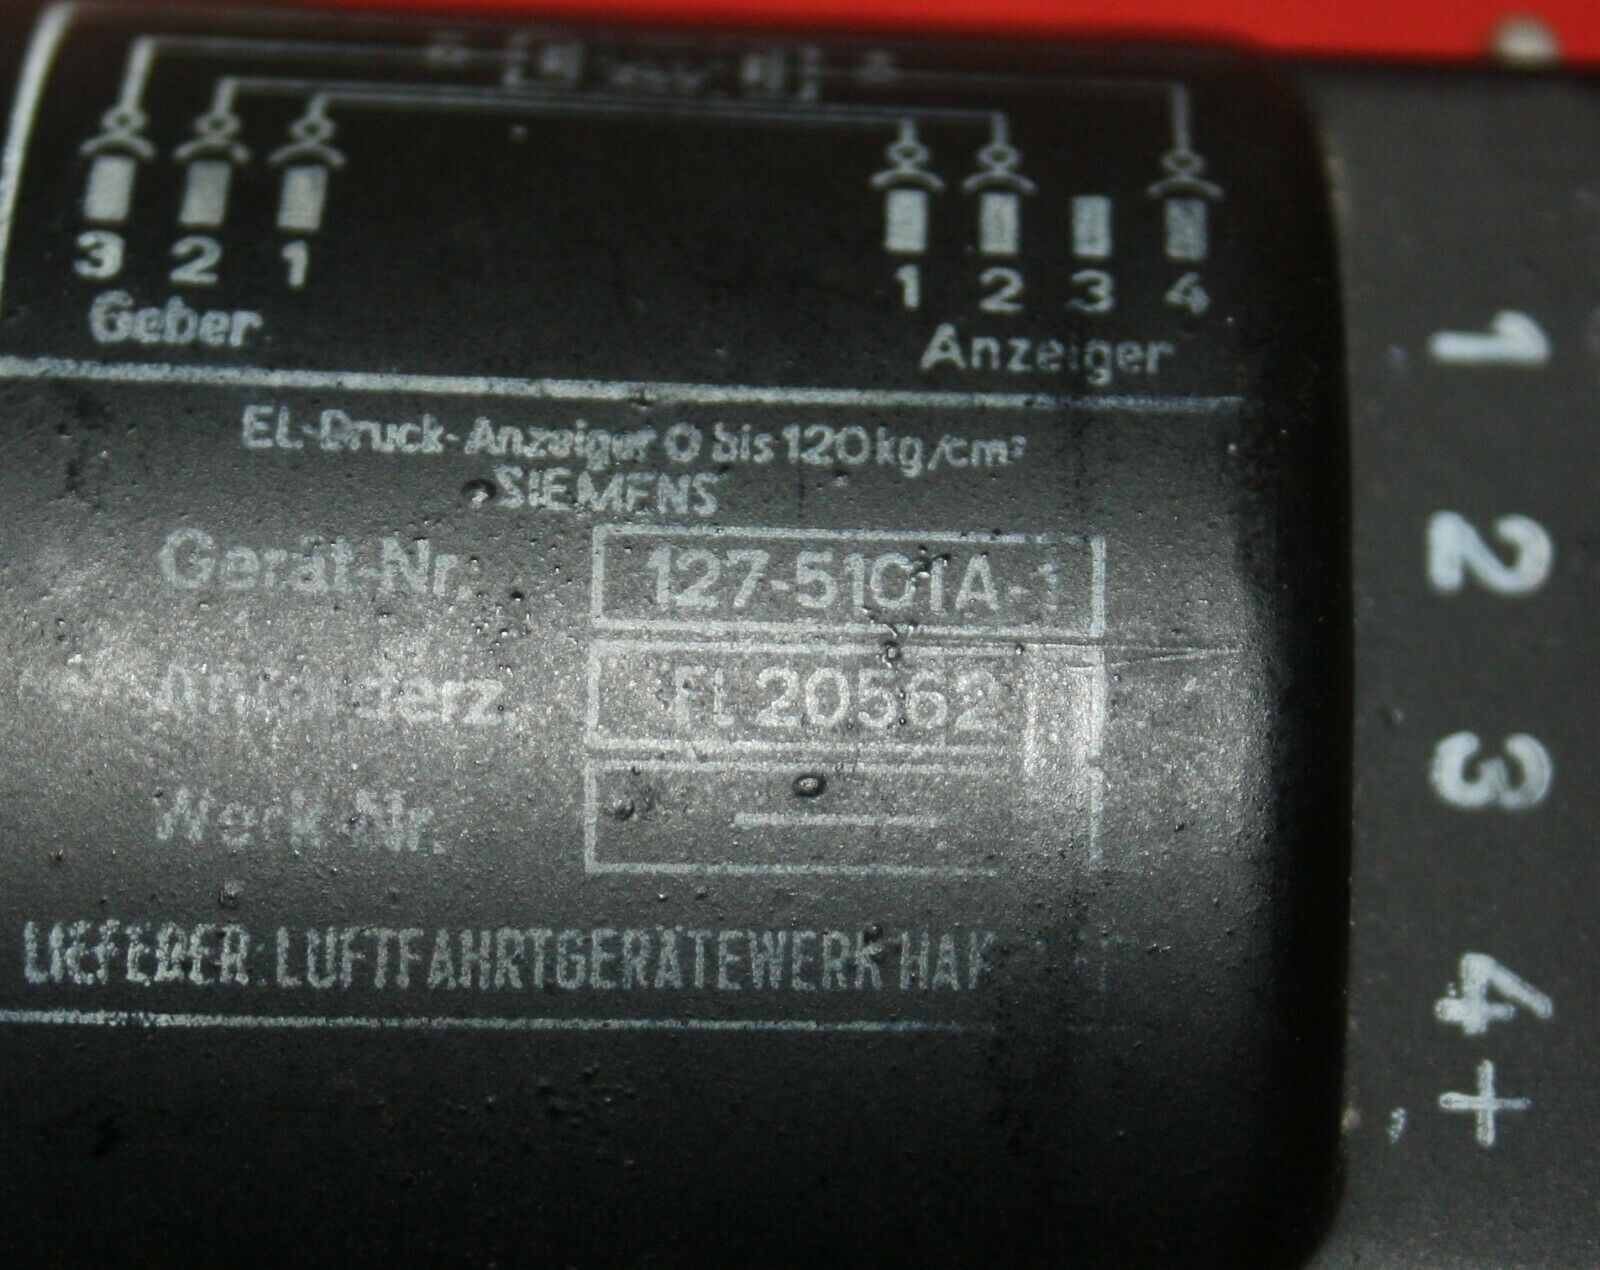 3 2 1
1 2 3 4
Geber
Anzeiger
EL-Druck-Anzeiger 0 bis 120 kg/cm²
SIEMENS
Gerät-Nr. 127-5101A-1
Anforderz. Fl 20562
Werk-Nr. —
LIEFERER: LUFTFAHRTGERÄTEWERK
1
2
3
4+